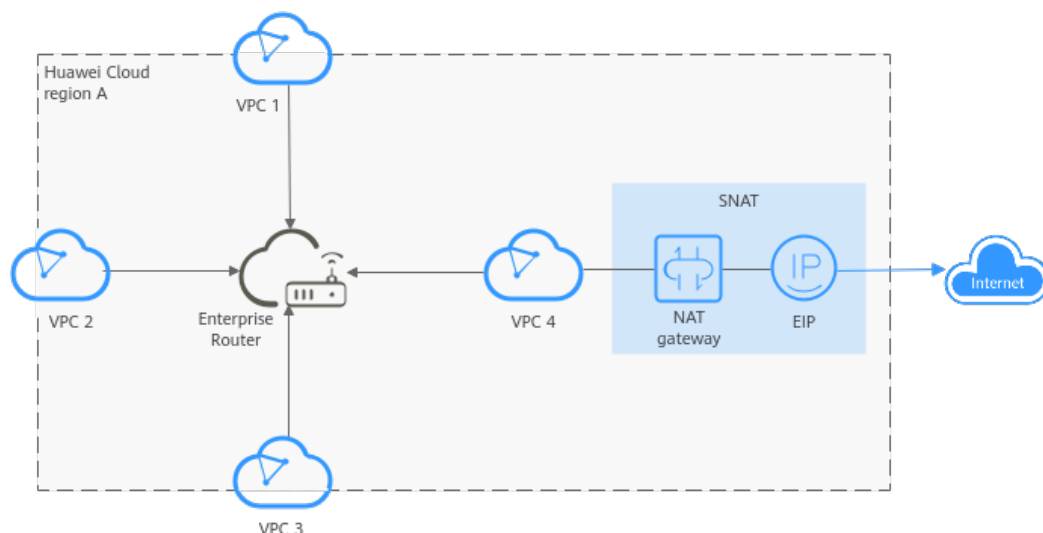 Huawei Cloud
region A
VPC 1
SNAT
IP
Internet
VPC 2
Enterprise
Router
VPC 4
NAT
gateway
EIP
VPC 3